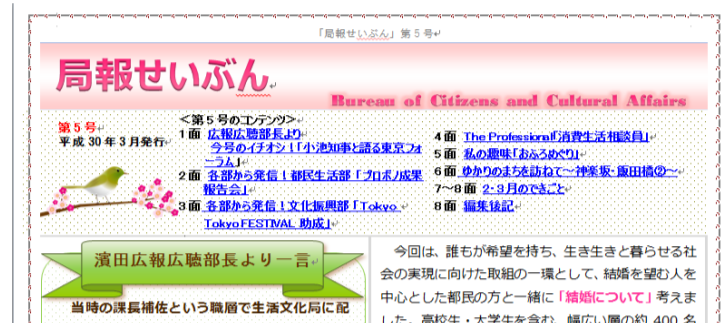 「局報せいぶん」第５号
局報せいぶん
Bureau of Citizens and Cultural Affairs
第５号
平成 30 年 3 月発行
＜第５号のコンテンツ＞
１面 広報広聴部長より
今号のイチオシ！「小池知事と語る東京フォ
ーラム」
２面 各部から発信！都民生活部「プロボノ成果
報告会」
３面 各部から発信！文化振興部「Tokyo
Tokyo FESTIVAL 助成」
４面 The Professional「消費生活相談員」
５面 私の趣味「おふろめぐり」
６面 ゆかりのまちを訪ねて～神楽坂・飯田橋②～
７～８面 ２・３月のできごと
８面 編集後記
濱田広報広聴部長より一言
当時の課長補佐という職層で生活文化局に配
今回は、誰もが希望を持ち、生き生きと暮らせる社
会の実現に向けた取組の一環として、結婚を望む人を
中心とした都民の方と一緒に「結婚について」考えま
した。高校生・大学生を含む、幅広い層の約 400 名